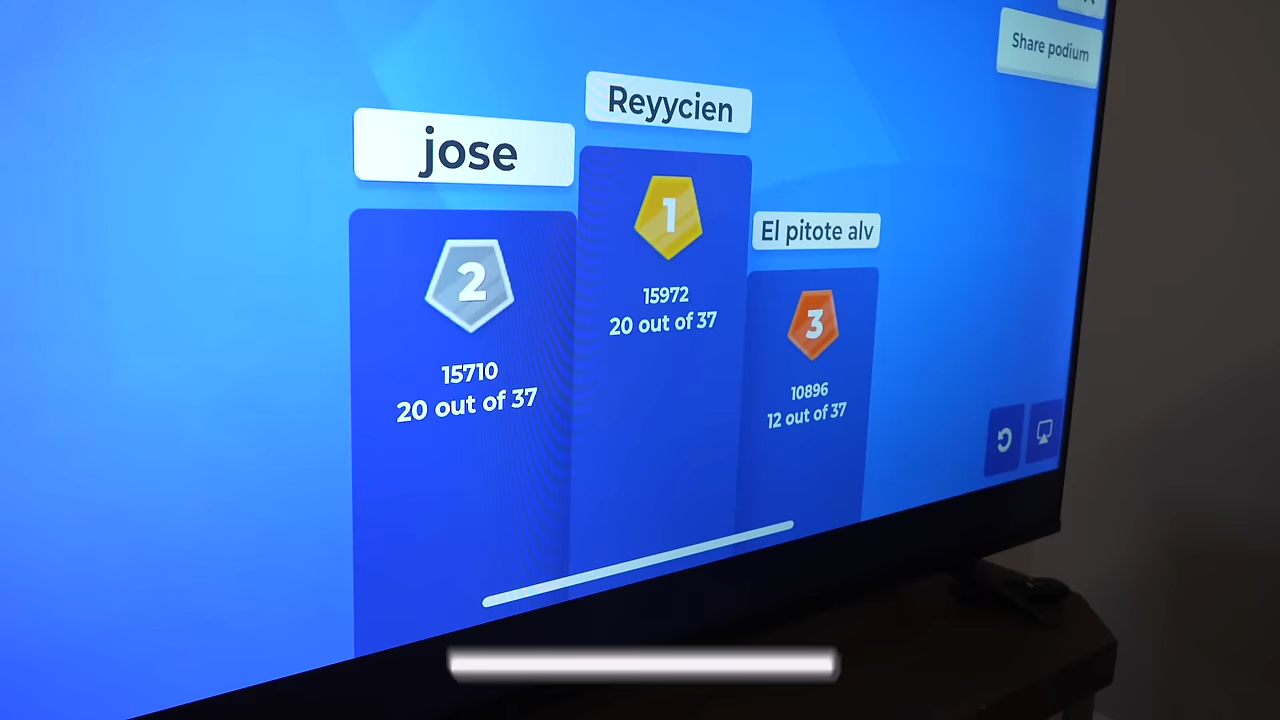 Share podium
Reyycien
jose
El pitote alv
1
15972
20 out of 37
2
15710
20 out of 37
3
10896
12 out of 37